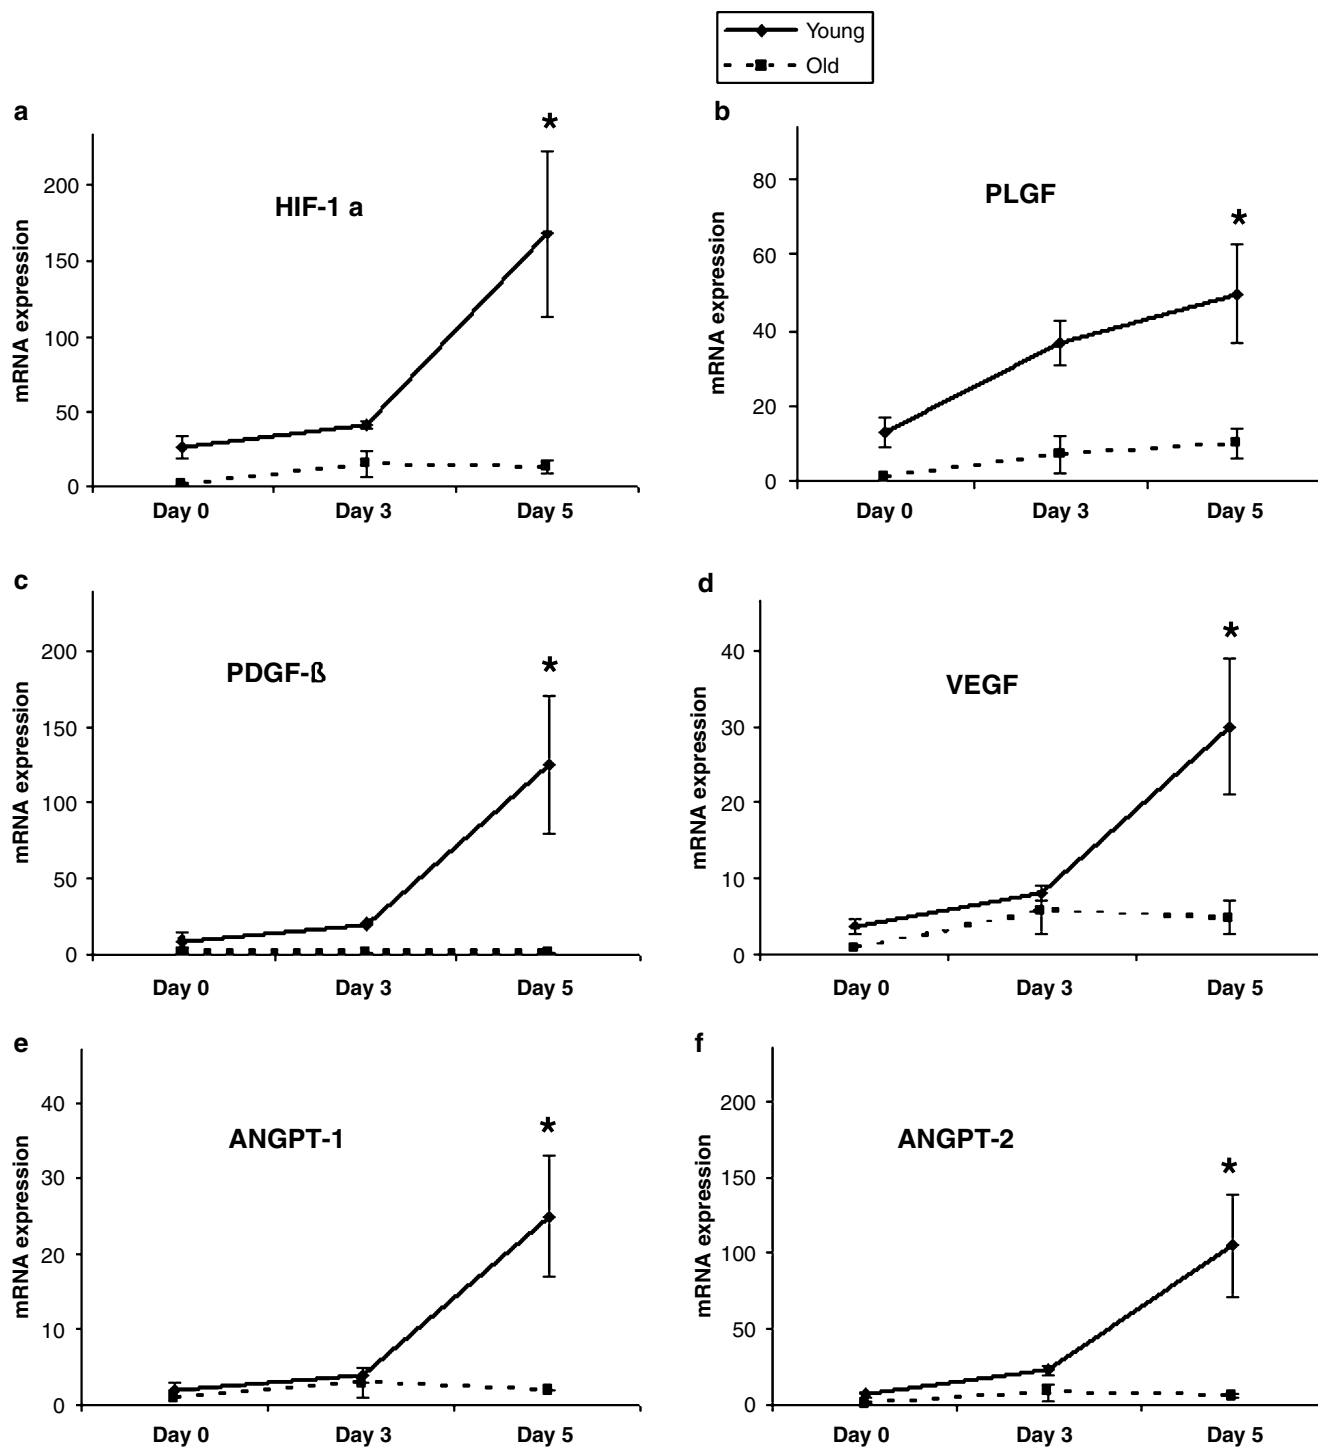 Young
Old
a
*
HIF-1 a
mRNA expression
200
150
100
50
0
Day 0 Day 3 Day 5
b
*
PLGF
mRNA expression
80
60
40
20
0
Day 0 Day 3 Day 5
c
*
PDGF-ß
mRNA expression
200
150
100
50
0
Day 0 Day 3 Day 5
d
*
VEGF
mRNA expression
40
30
20
10
0
Day 0 Day 3 Day 5
e
*
ANGPT-1
mRNA expression
40
30
20
10
0
Day 0 Day 3 Day 5
f
*
ANGPT-2
mRNA expression
200
150
100
50
0
Day 0 Day 3 Day 5